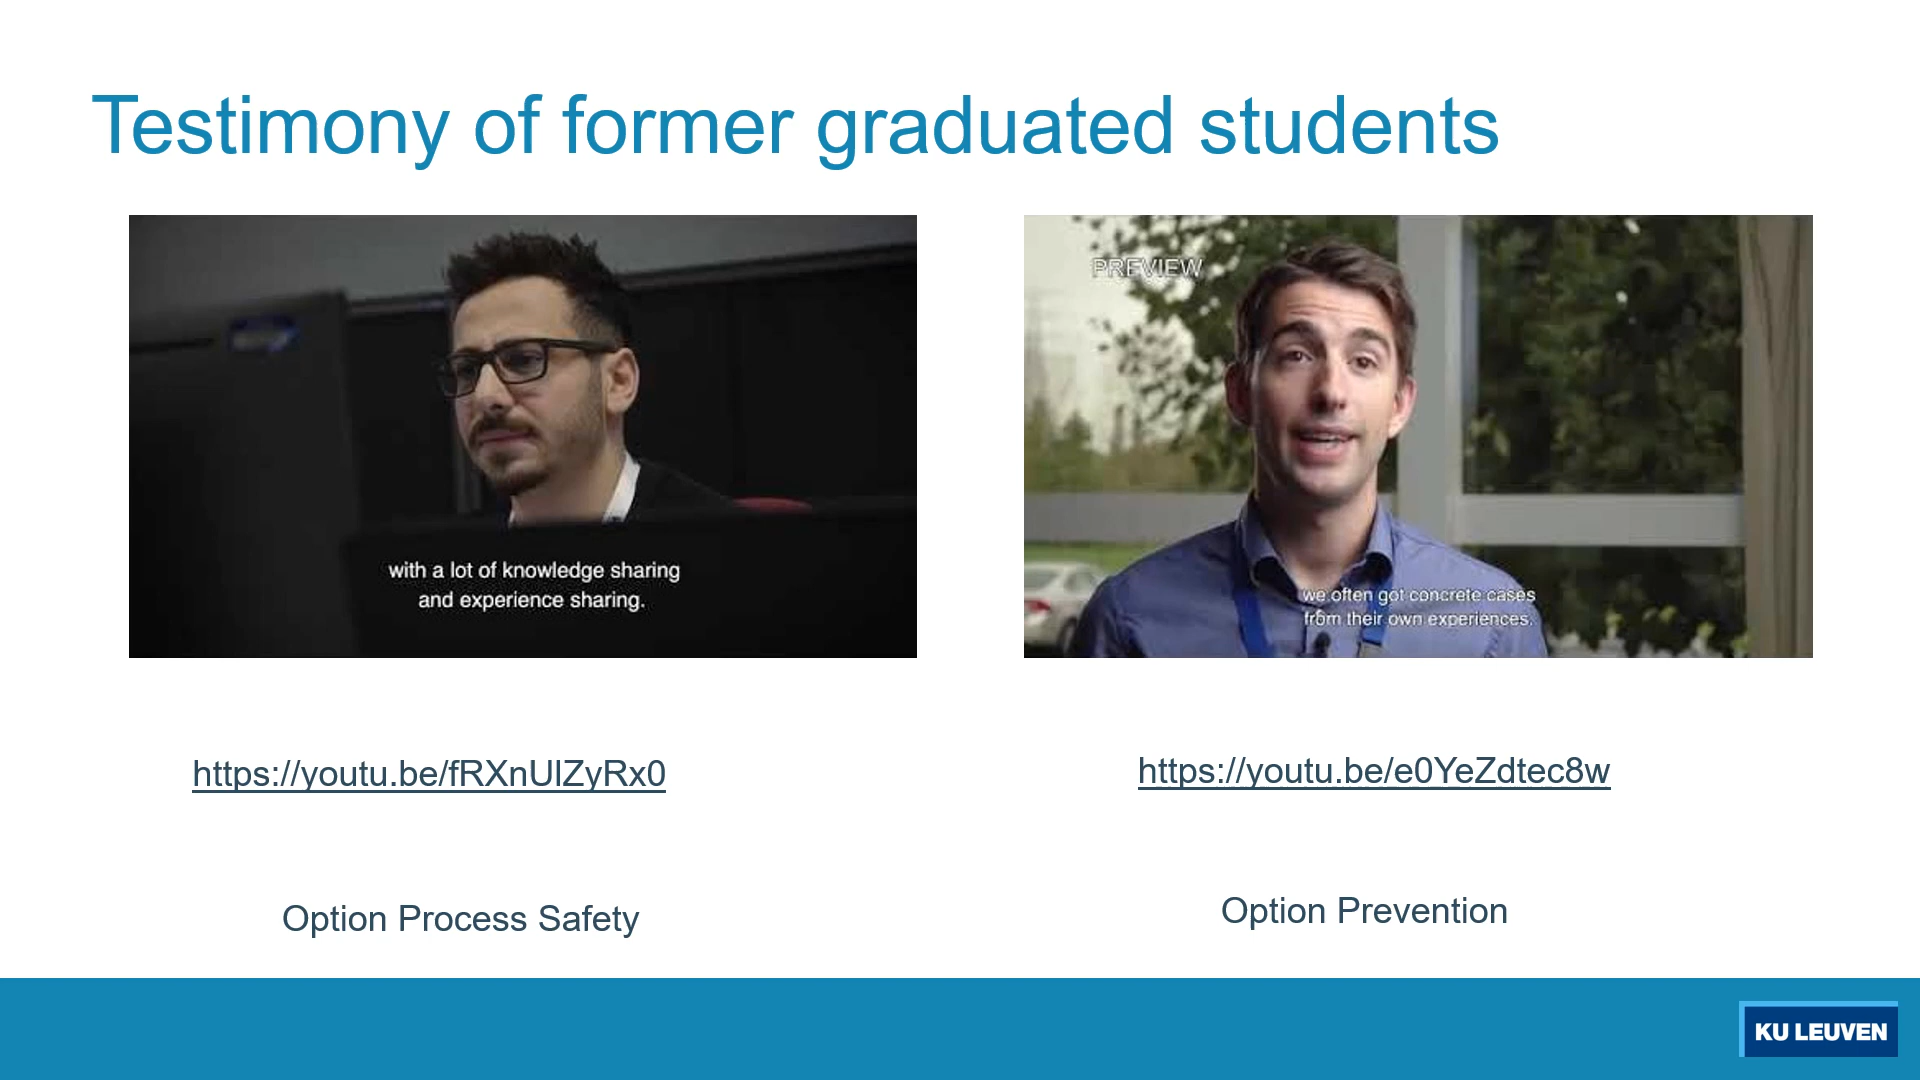 Testimony of former graduated students
with a lot of knowledge sharing
and experience sharing.
PREVIEW
we often got concrete cases
from their own experiences.
https://youtu.be/fRXnUlZyRx0
https://youtu.be/e0YeZdtec8w
Option Process Safety
Option Prevention
KU LEUVEN